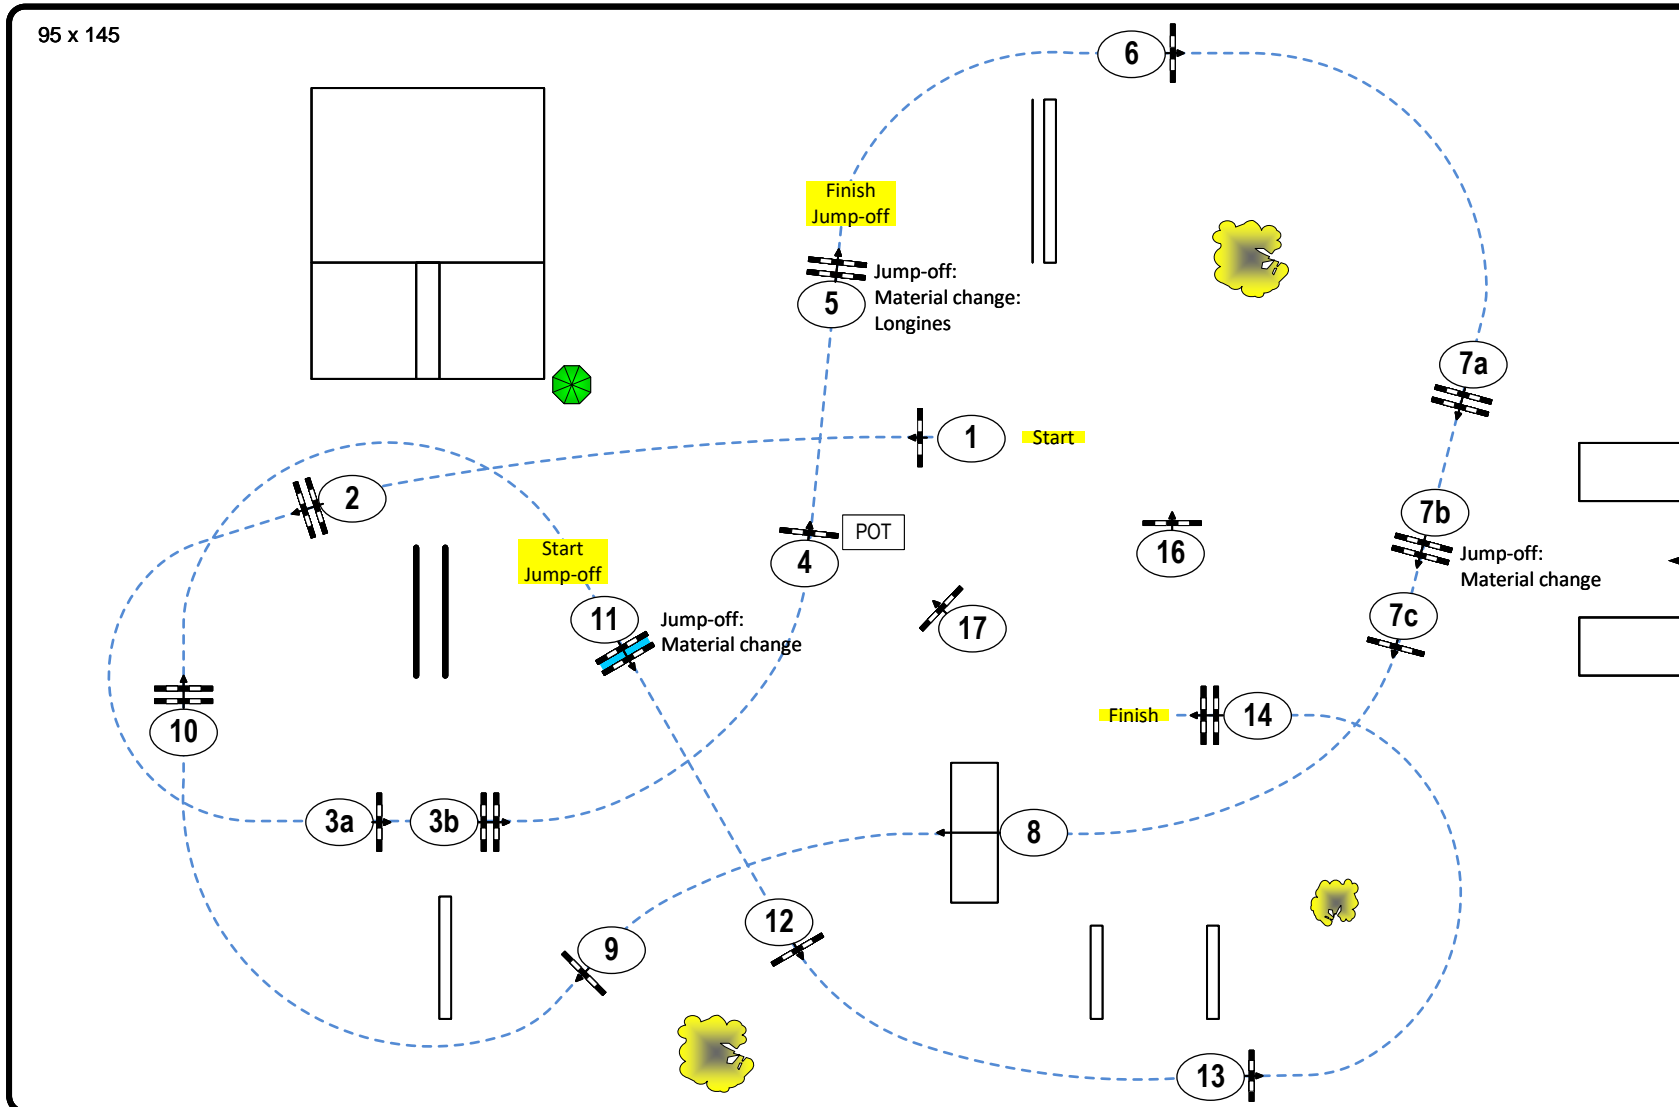 95 x 145
6
Finish
Jump-off
Jump-off:
Material change:
Longines
5
7a
1
Start
2
7b
POT
4
16
Start
Jump-off
Jump-off:
Material change
11
Jump-off:
Material change
7c
17
10
Finish
14
3a
3b
8
12
9
13